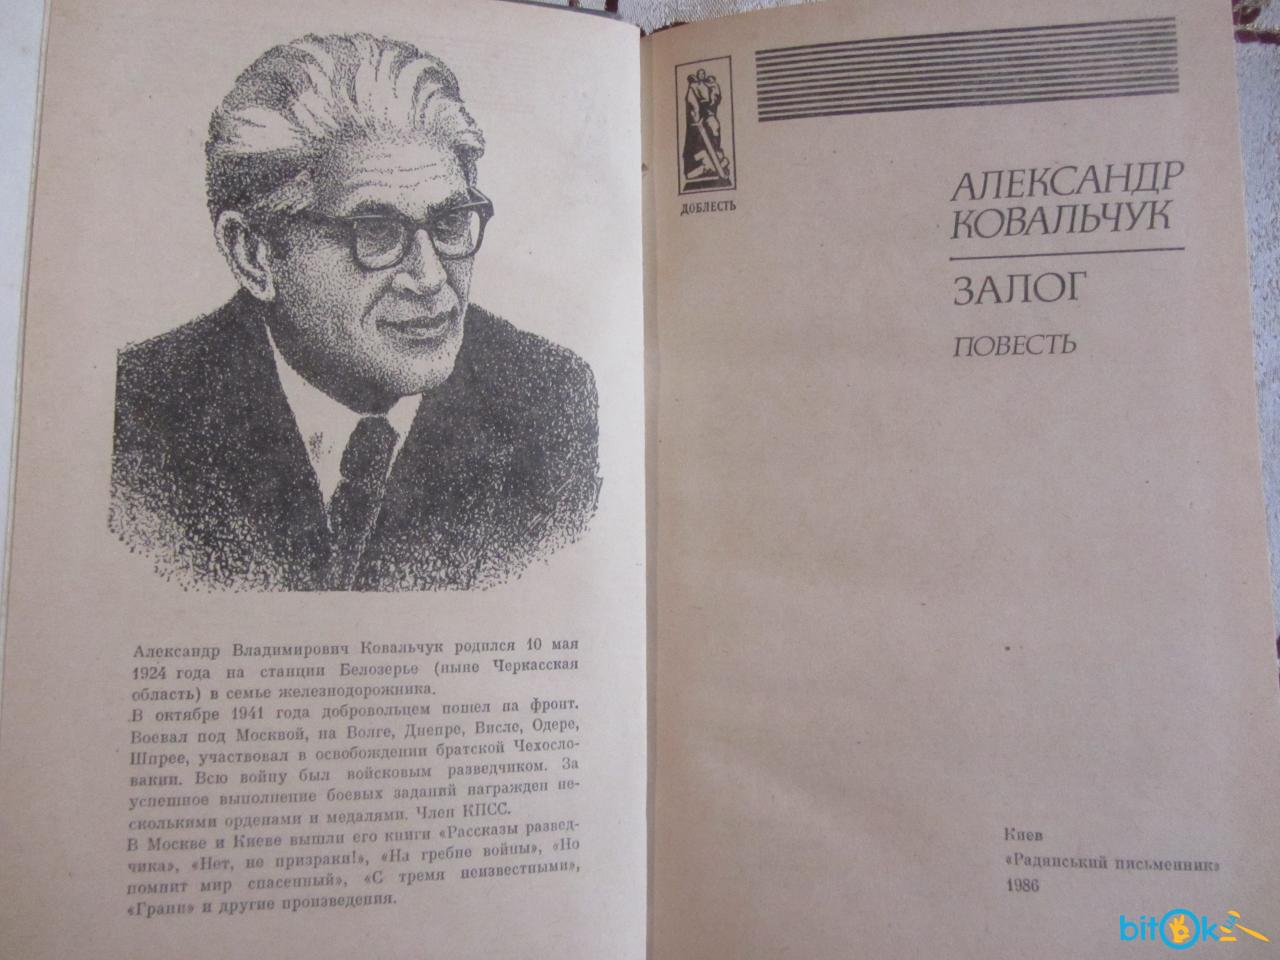 Александр Владимирович Ковальчук родился 10 мая
1924 года на станции Белозерье (ныне Черкасская
область) в семье железнодорожника.
В октябре 1941 года добровольцем пошел на фронт.
Воевал под Москвой, на Волге, Днепре, Висле, Одере,
Шпрее, участвовал в освобождении братской Чехосло-
вакии. Всю войну был войсковым разведчиком. За
успешное выполнение боевых заданий награжден не-
сколькими орденами и медалями. Член КПСС.
В Москве и Киеве вышли его книги «Рассказы развед-
чика», «Нет, не призраки!», «На гребне войны», «Но
помнит мир спасенный», «С тремя неизвестными»,
«Грани» и другие произведения.
ДОБЛЕСТЬ
АЛЕКСАНДР
КОВАЛЬЧУК
ЗАЛОГ
ПОВЕСТЬ
Киев
«Радянський письменник»
1986
bitOk